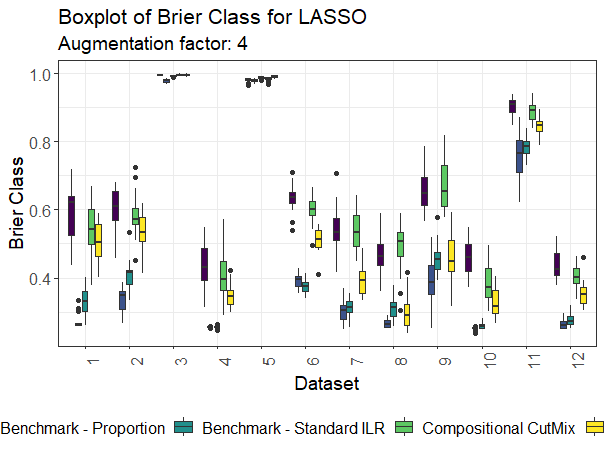 Boxplot of Brier Class for LASSO
Augmentation factor: 4
Brier Class
1.0
0.8
0.6
0.4
1 2 3 4 5 6 7 8 9 10 11 12
Dataset
Benchmark - Proportion Benchmark - Standard ILR Compositional CutMix